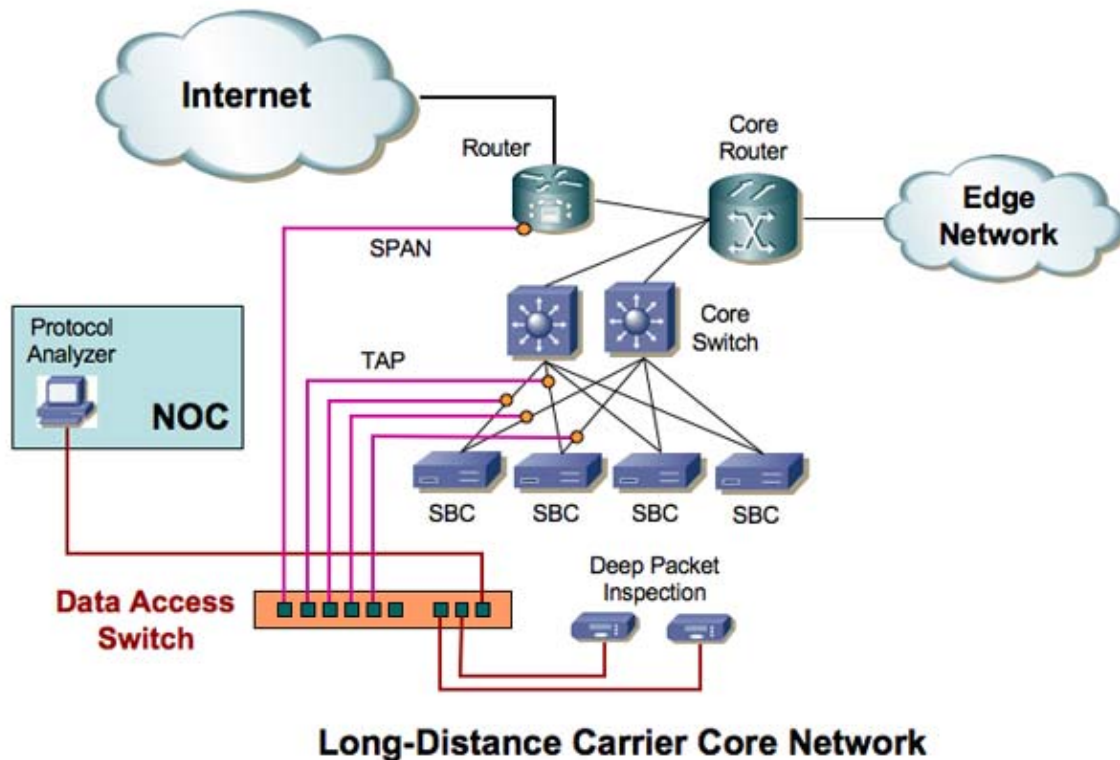 Internet
Router
Core
Router
Edge
Network
SPAN
Core
Switch
Protocol
Analyzer
NOC
TAP
SBC
SBC
SBC
SBC
Deep Packet
Inspection
Data Access
Switch
Long-Distance Carrier Core Network